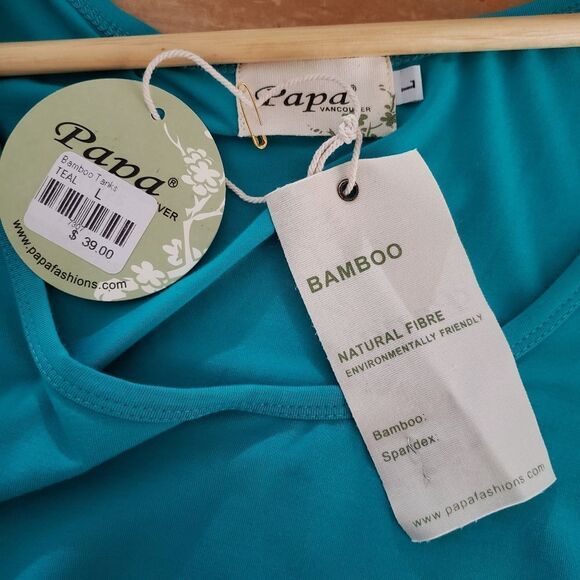 Papa®
VANCOUVER
L
Papa®
VER
Bamboo Tanks
TEAL L
$ 39.00
www.papafashions.com
BAMBOO
NATURAL FIBRE
ENVIRONMENTALLY FRIENDLY
Bamboo:
Spandex:
www.papafashions.com